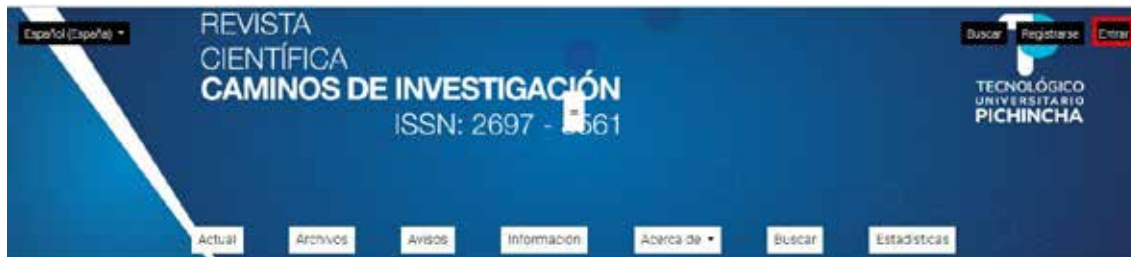 Español (España)
REVISTA
CIENTÍFICA
CAMINOS DE INVESTIGACIÓN
ISSN: 2697 - 3561
Buscar Registrarse Entrar
TECNOLÓGICO
UNIVERSITARIO
PICHINCHA
Actual Archivos Avisos Información Acerca de Buscar Estadísticas